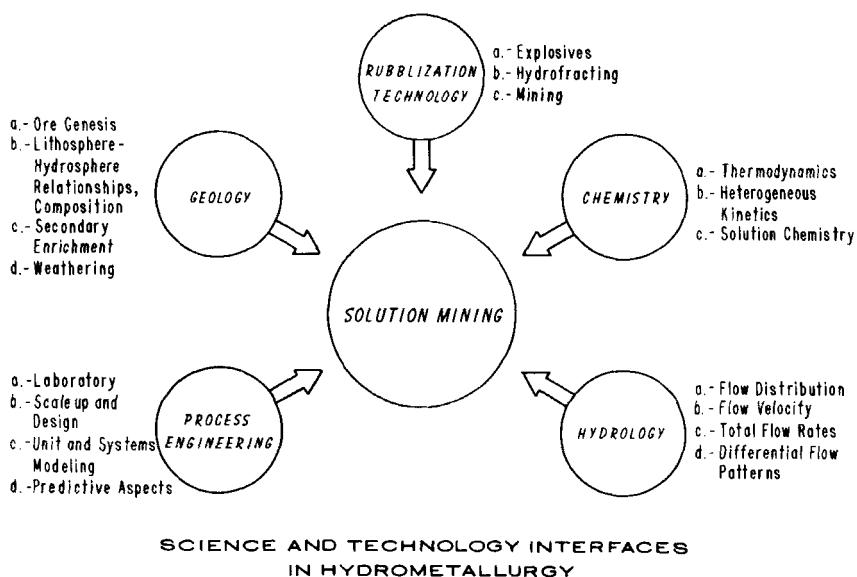 RUBBLIZATION
TECHNOLOGY
a.- Explosives
b.- Hydrofracting
c.- Mining
a.- Ore Genesis
b.- Lithosphere-
Hydrosphere
Relationships,
Composition
c.- Secondary
Enrichment
d.- Weathering
GEOLOGY
CHEMISTRY
a.- Thermodynamics
b.- Heterogeneous
Kinetics
c.- Solution Chemistry
SOLUTION MINING
a.-Laboratory
b.- Scale up and
Design
c.-Unit and Systems
Modeling
d.-Predictive Aspects
PROCESS
ENGINEERING
HYDROLOGY
a.- Flow Distribution
b.- Flow Velocity
c.- Total Flow Rates
d.- Differential Flow
Patterns
SCIENCE AND TECHNOLOGY INTERFACES
IN HYDROMETALLURGY